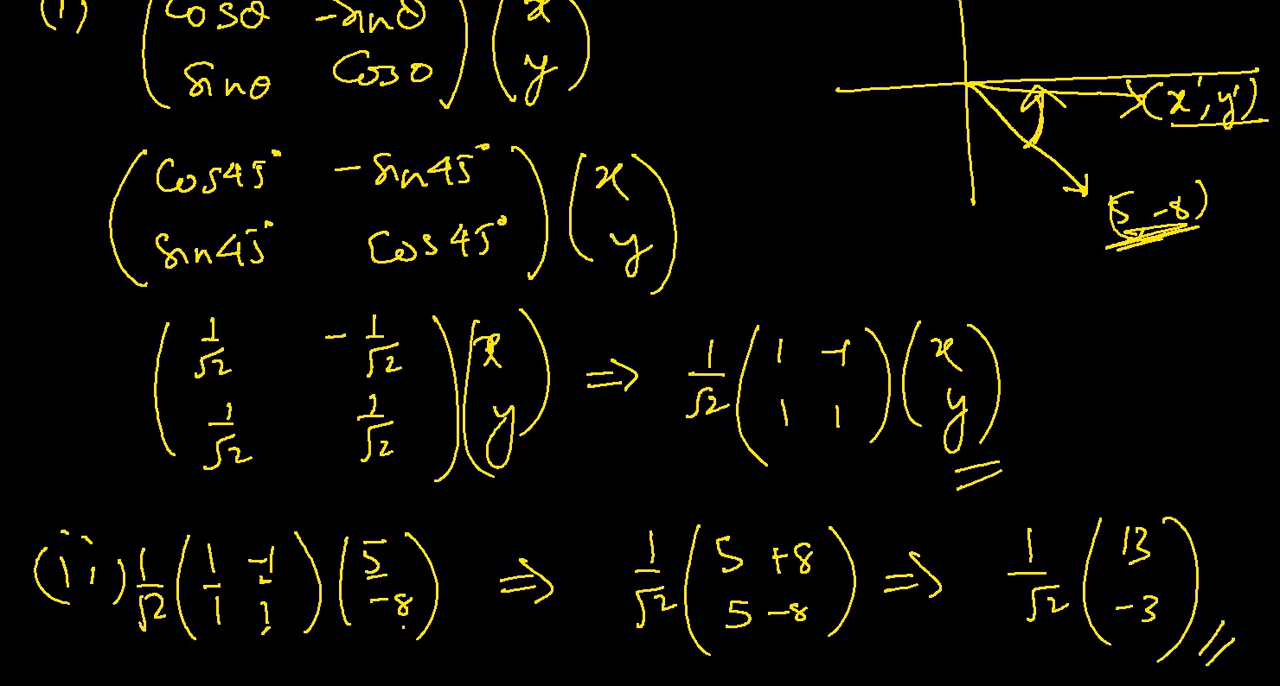 (i) ( cosθ -sinθ ) ( x )
( sinθ cosθ ) ( y )
(x', y')
(5 -8)
( cos45° -sin45° ) ( x )
( sin45° cos45° ) ( y )
( 1/√2 -1/√2 ) ( x ) ⇒ 1/√2 ( 1 -1 ) ( x )
( 1/√2 1/√2 ) ( y ) ( 1 1 ) ( y )
(ii) 1/√2 ( 1 -1 ) ( 5 ) ⇒ 1/√2 ( 5 +8 ) ⇒ 1/√2 ( 13 )
( 1 1 ) ( -8 ) ( 5 -8 ) ( -3 )